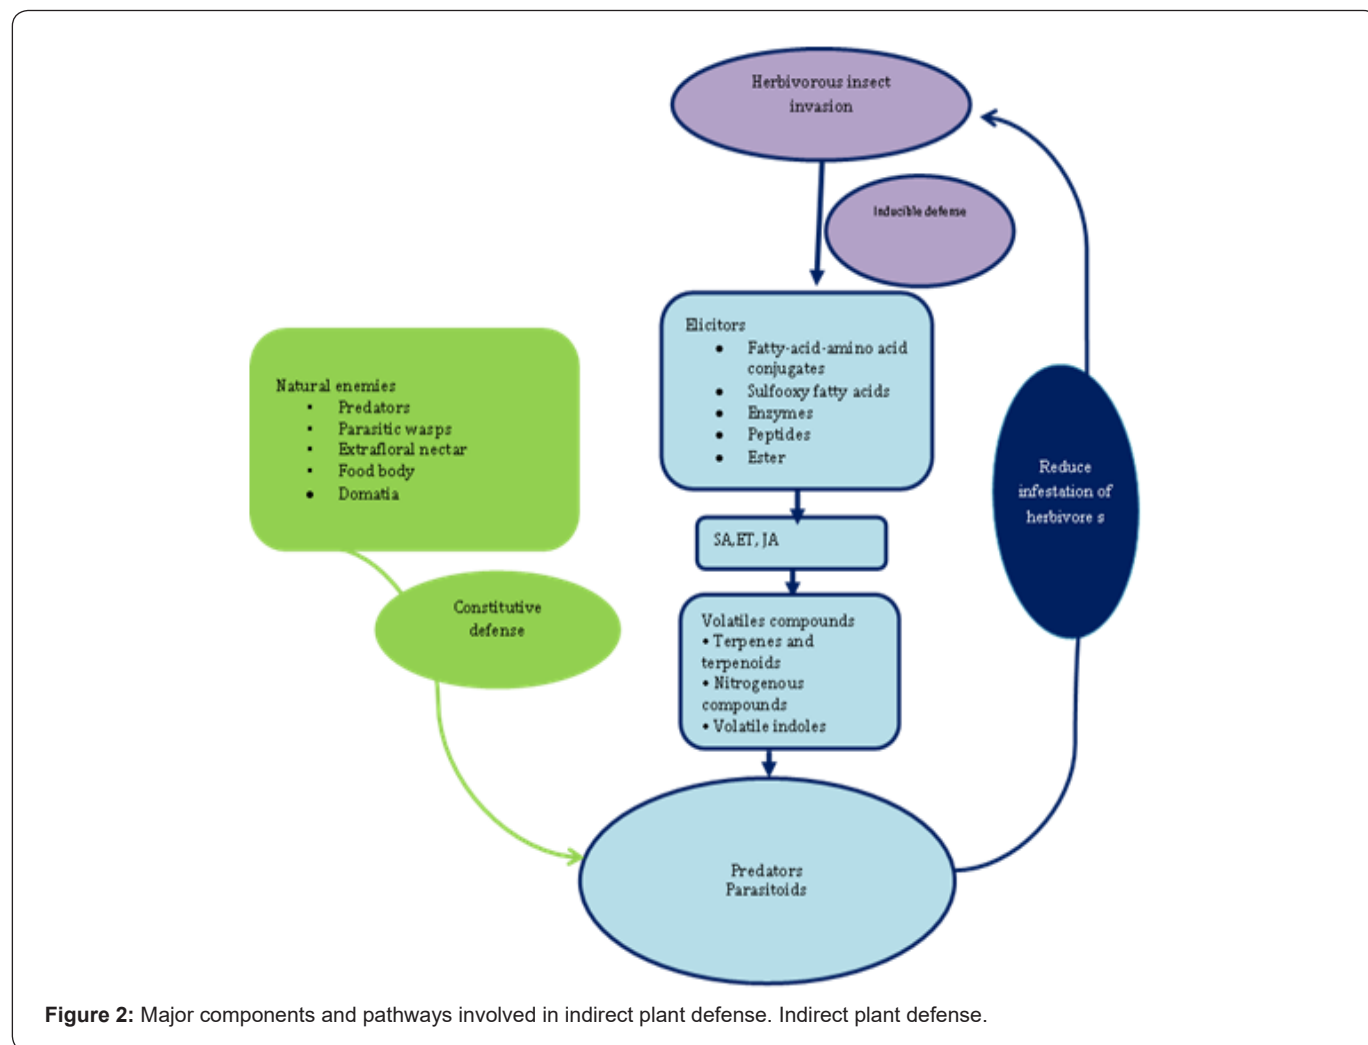 Herbivorous insect
invasion
Inducible defense
Elicitors
● Fatty-acid-amino acid
conjugates
● Sulfooxy fatty acids
● Enzymes
● Peptides
● Ester
Natural enemies
• Predators
• Parasitic wasps
• Extrafloral nectar
• Food body
● Domatia
Reduce
infestation of
herbivore s
SA,ET, JA
Constitutive
defense
Volatiles compounds
• Terpenes and
terpenoids
• Nitrogenous
compounds
• Volatile indoles
Predators
Parasitoids
Figure 2: Major components and pathways involved in indirect plant defense. Indirect plant defense.